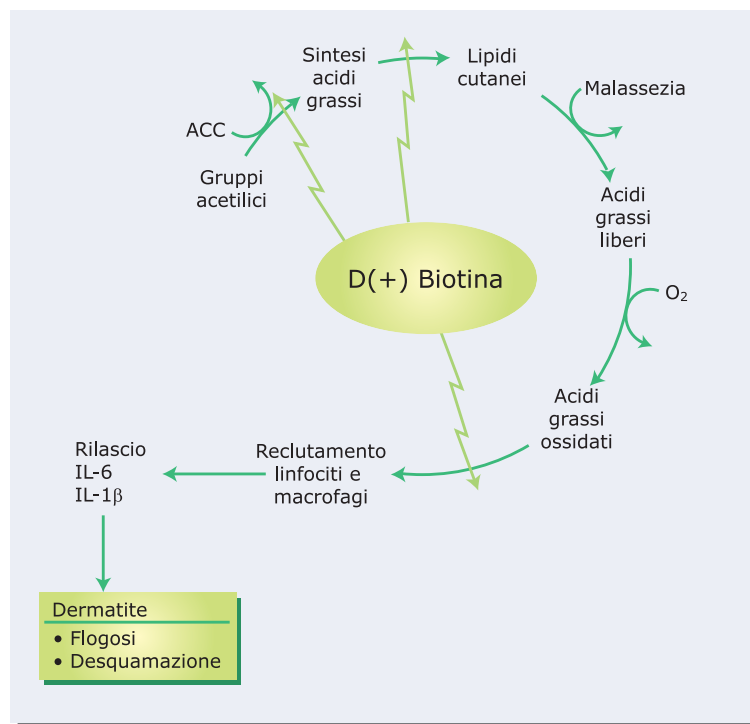 Sintesi
acidi
grassi
Lipidi
cutanei
Malassezia
ACC
Gruppi
acetilici
Acidi
grassi
liberi
D(+) Biotina
O₂
Acidi
grassi
ossidati
Reclutamento
linfociti e
macrofagi
Rilascio
IL-6
IL-1β
Dermatite
• Flogosi
• Desquamazione